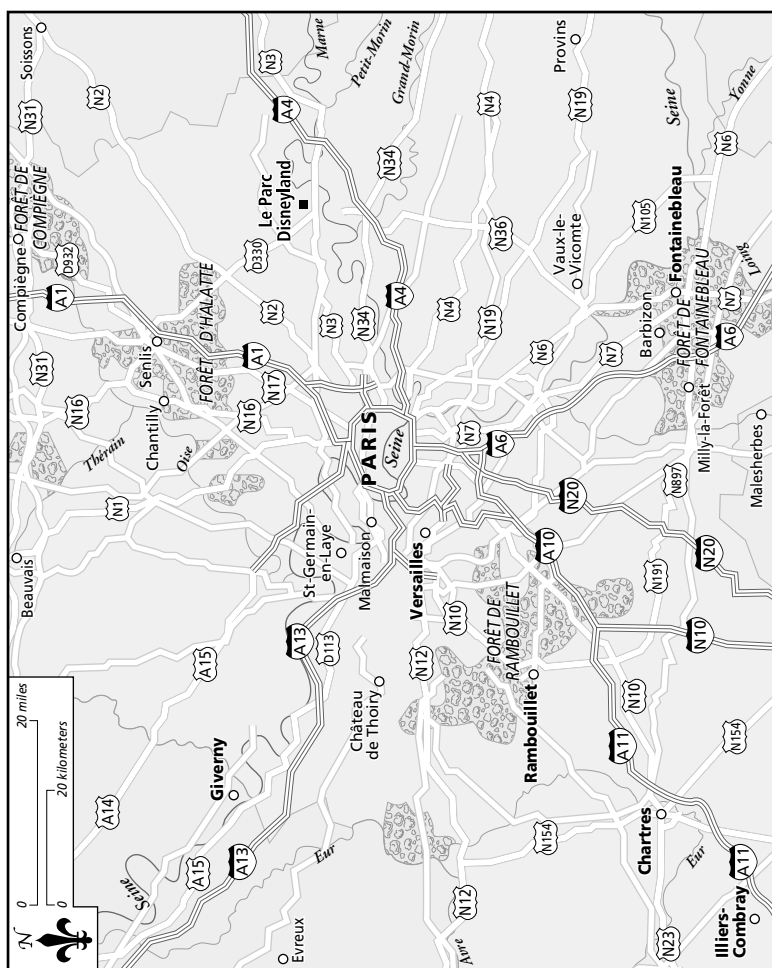 N
0
20 miles
0
20 kilometers
Beauvais
Compiègne
Soissons
N31
N2
N31
FORÊT DE
COMPIEGNE
D932
A1
N16
Thérain
N1
Oise
Chantilly
Senlis
FORÊT D'HALATTE
A1
N17
N16
N2
D330
N3
Marne
A4
Petit-Morin
Grand-Morin
Le Parc
Disneyland
N34
N3
N34
A14
A15
A15
Seine
Giverny
A13
A13
D113
St-Germain-
en-Laye
Malmaison
PARIS
Seine
A4
N4
N4
Evreux
Eur
Château
de Thoiry
Versailles
N12
N10
N7
A6
N19
N36
N19
Provins
N6
Vaux-le-
Vicomte
Avre
N12
N154
FORÊT DE
RAMBOUILLET
Rambouillet
A10
N20
N7
Barbizon
FORÊT DE
FONTAINEBLEAU
Fontainebleau
N105
Seine
Yonne
N6
Loing
N7
A6
Milly-la-Forêt
Malesherbes
N897
N191
N20
N10
N10
A11
N154
Chartres
Eur
A11
N23
Illiers-
Combray